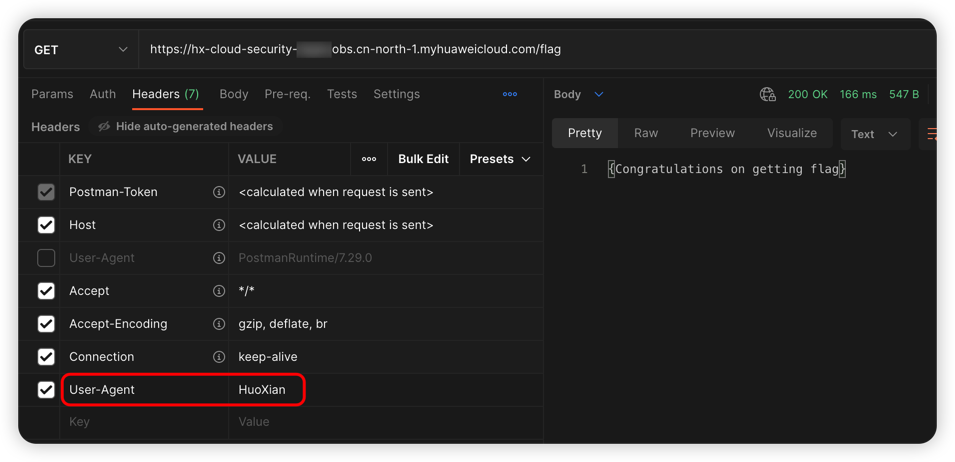 GET https://hx-cloud-security- obs.cn-north-1.myhuaweicloud.com/flag
Params Auth Headers (7) Body Pre-req. Tests Settings
Headers Hide auto-generated headers
KEY VALUE Bulk Edit Presets
Postman-Token <calculated when request is sent>
Host <calculated when request is sent>
User-Agent PostmanRuntime/7.29.0
Accept */*
Accept-Encoding gzip, deflate, br
Connection keep-alive
User-Agent HuoXian
Key Value
Body 200 OK 166 ms 547 B
Pretty Raw Preview Visualize Text
1 {Congratulations on getting flag}